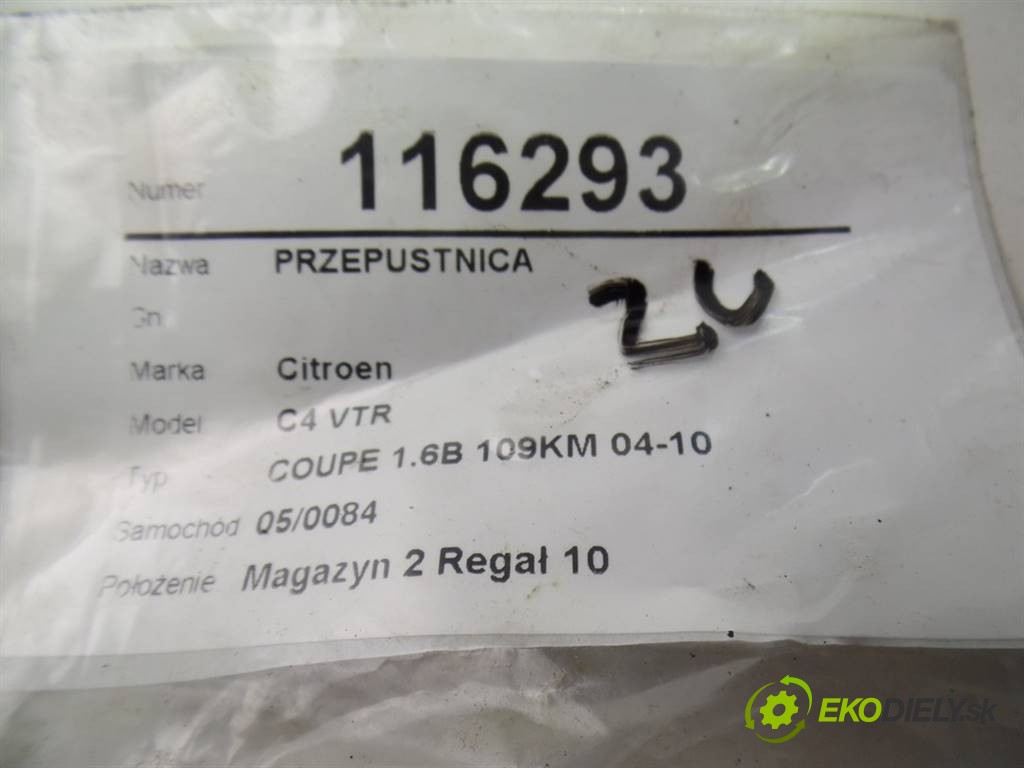 Numer 116293
Nazwa PRZEPUSTNICA
Gn
Marka Citroen
Model C4 VTR
Typ COUPE 1.6B 109KM 04-10
Samochód Q5/0084
Położenie Magazyn 2 Regał 10
EKODIELY.sk